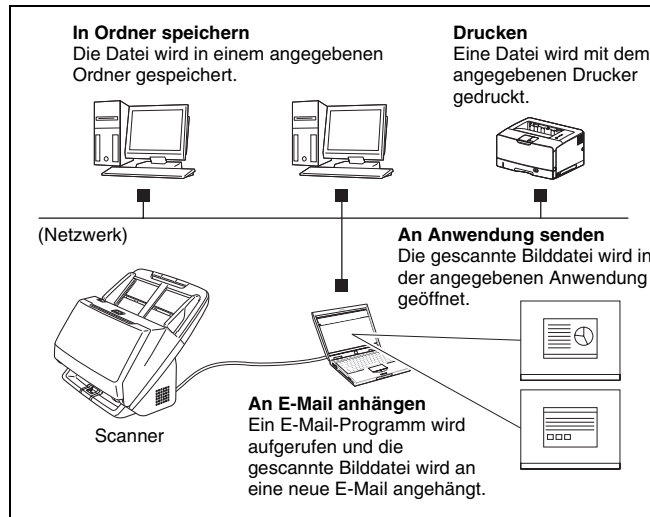 In Ordner speichern
Die Datei wird in einem angegebenen
Ordner gespeichert.
Drucken
Eine Datei wird mit dem
angegebenen Drucker
gedruckt.
(Netzwerk)
An Anwendung senden
Die gescannte Bilddatei wird in
der angegebenen Anwendung
geöffnet.
Scanner
An E-Mail anhängen
Ein E-Mail-Programm wird
aufgerufen und die
gescannte Bilddatei wird an
eine neue E-Mail angehängt.